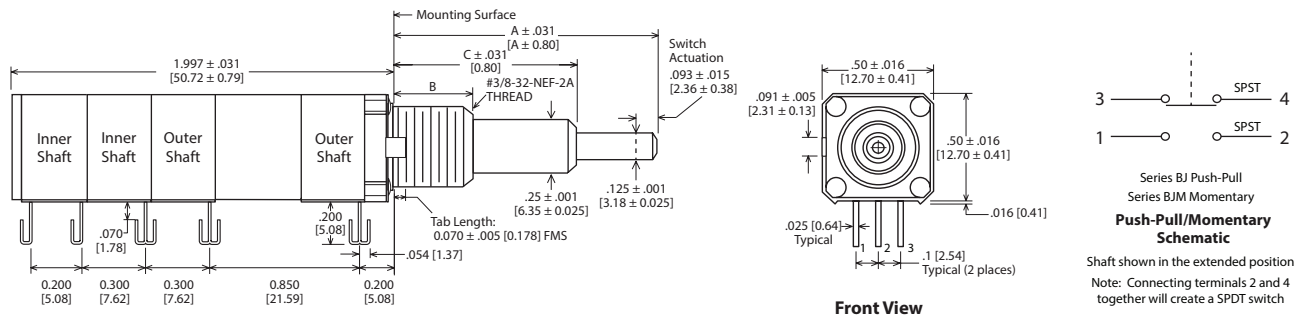 Mounting Surface
A ± .031
[A ± 0.80]
Switch
Actuation
.093 ± .015
[2.36 ± 0.38]
C ± .031
[0.80]
1.997 ± .031
[50.72 ± 0.79]
B
#3/8-32-NEF-2A
THREAD
Inner
Shaft
Inner
Shaft
Outer
Shaft
Outer
Shaft
.25 ± .001
[6.35 ± 0.025]
.125 ± .001
[3.18 ± 0.025]
.070
[1.78]
.200
[5.08]
Tab Length:
0.070 ± .005 [0.178] FMS
.054 [1.37]
0.200
[5.08]
0.300
[7.62]
0.300
[7.62]
0.850
[21.59]
0.200
[5.08]
.50 ± .016
[12.70 ± 0.41]
.091 ± .005
[2.31 ± 0.13]
.50 ± .016
[12.70 ± 0.41]
.016 [0.41]
.025 [0.64]
Typical
1 2 3
.1 [2.54]
Typical (2 places)
Front View
3 SPST 4
1 SPST 2
Series BJ Push-Pull
Series BJM Momentary
Push-Pull/Momentary
Schematic
Shaft shown in the extended position
Note: Connecting terminals 2 and 4
together will create a SPDT switch